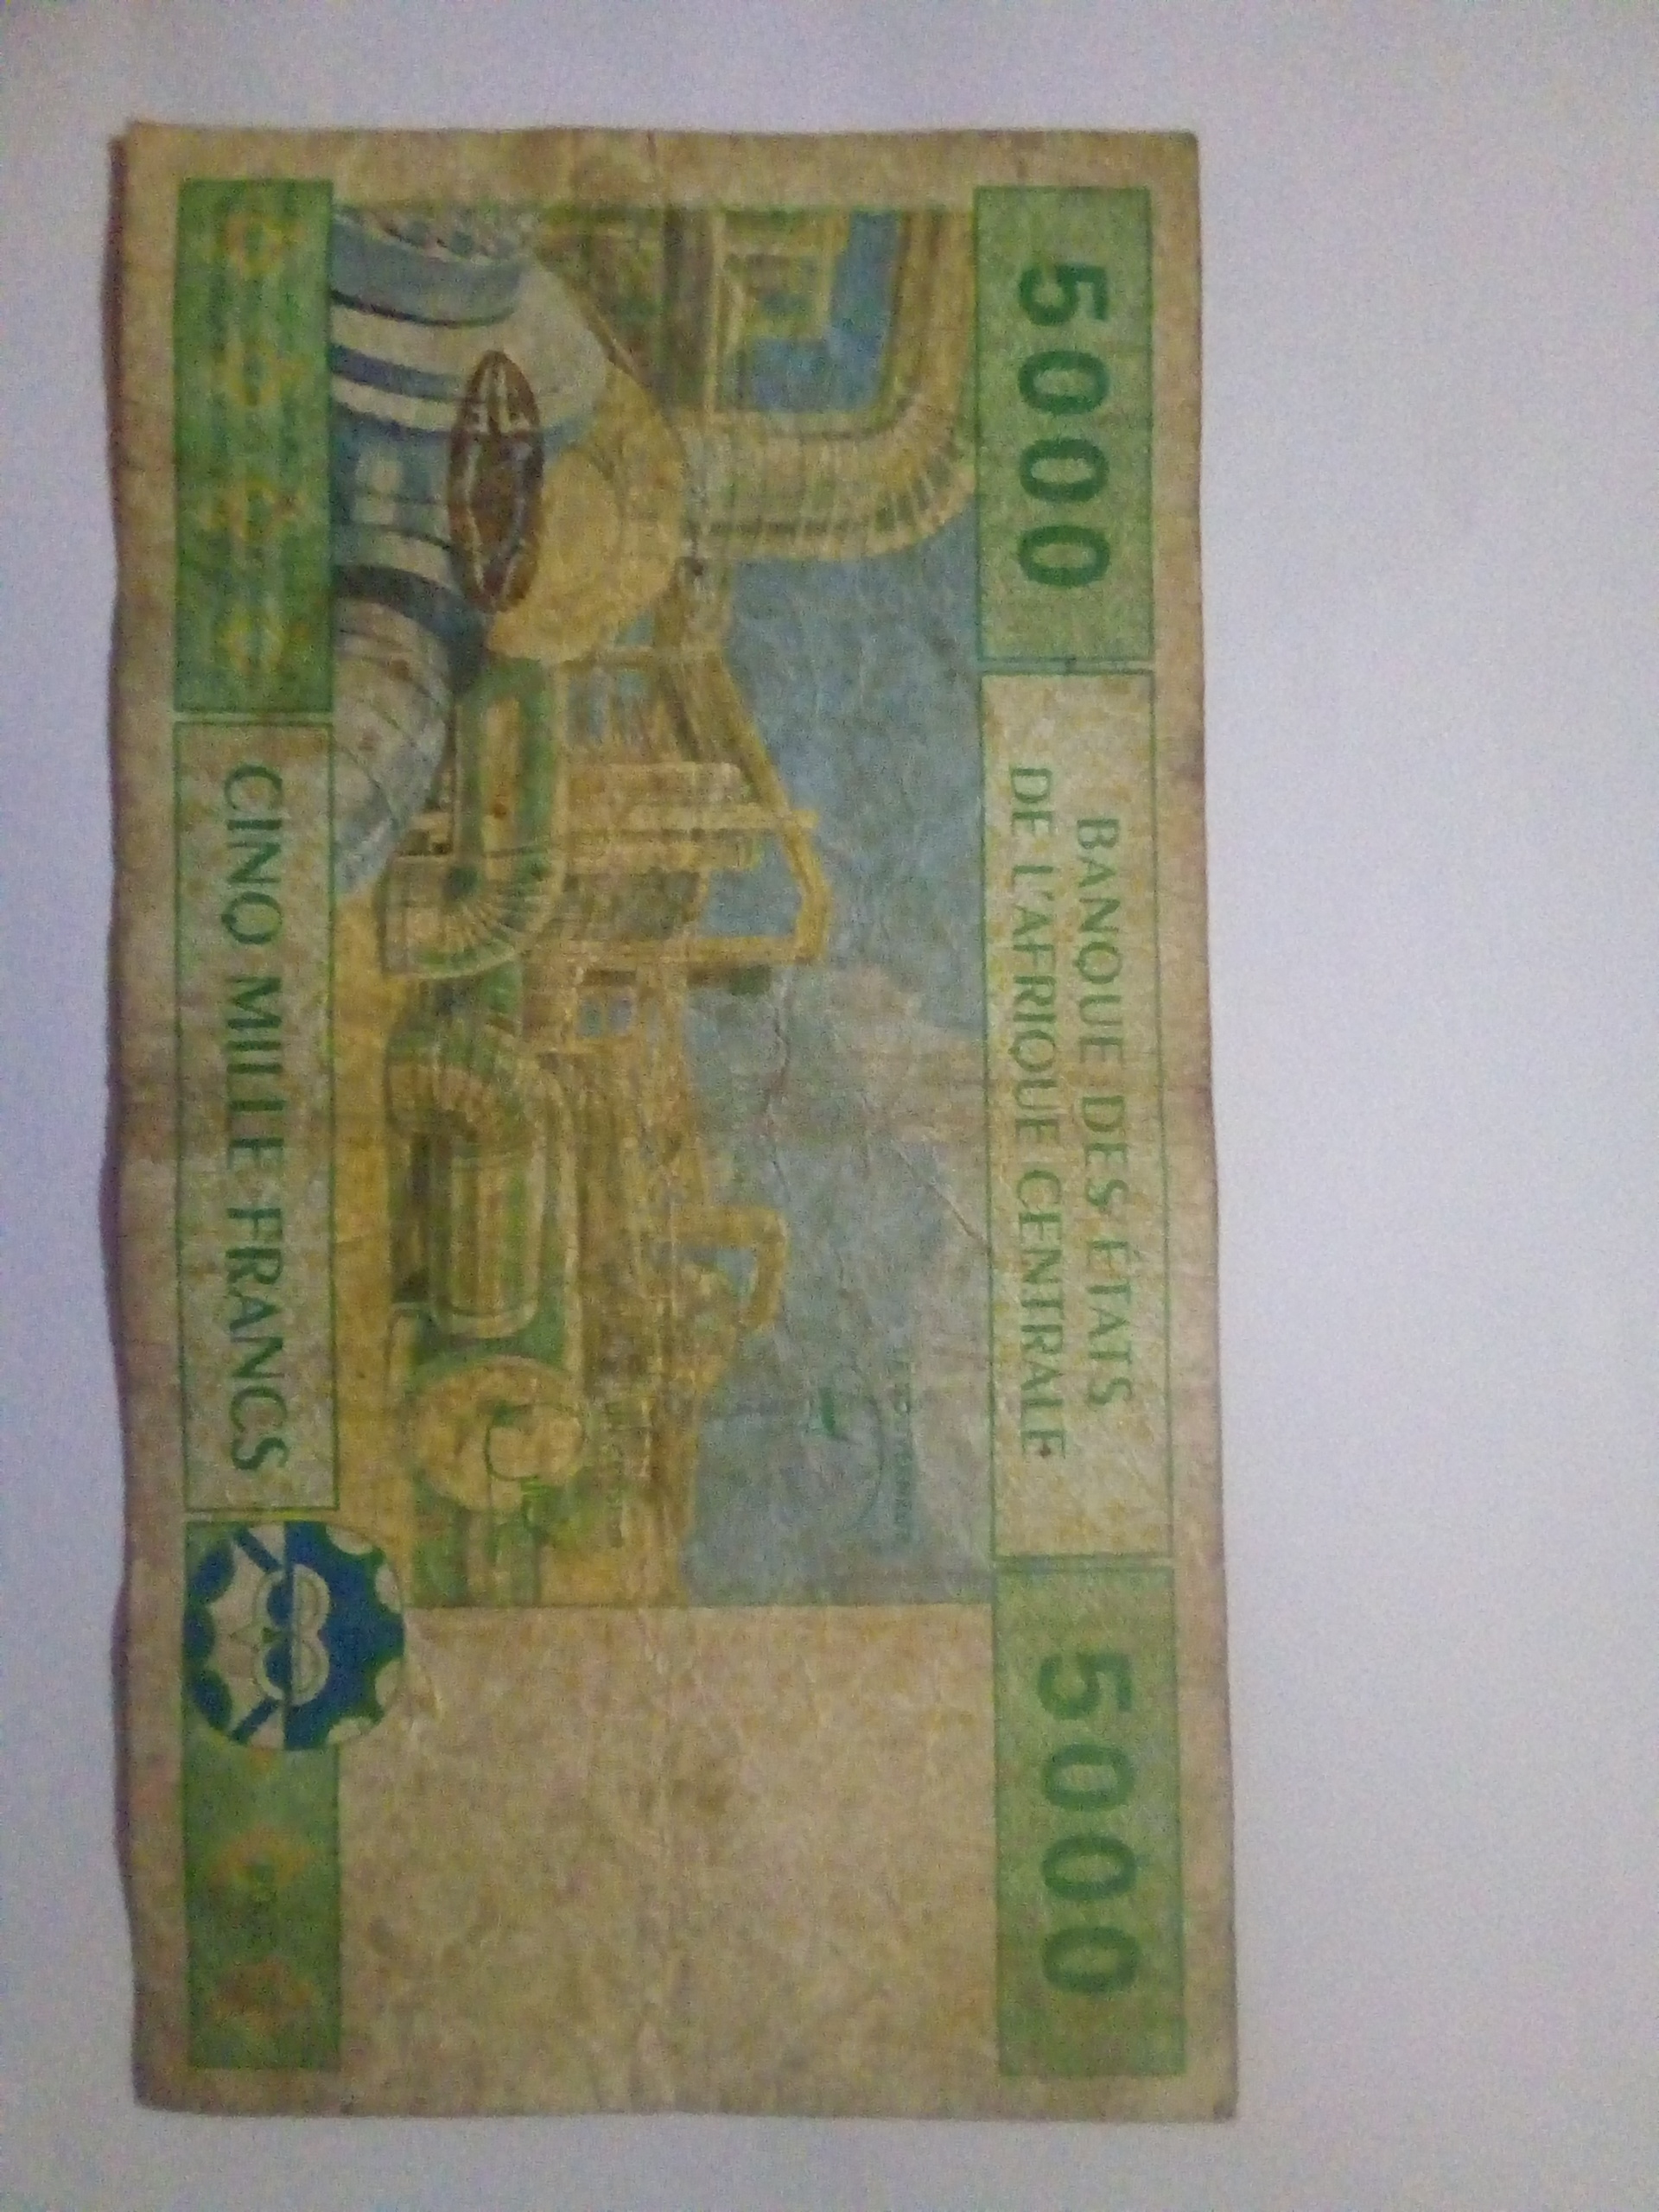 5000
BANQUE DES ÉTATS
DE L'AFRIQUE CENTRALE
5000
CINQ MILLE FRANCS